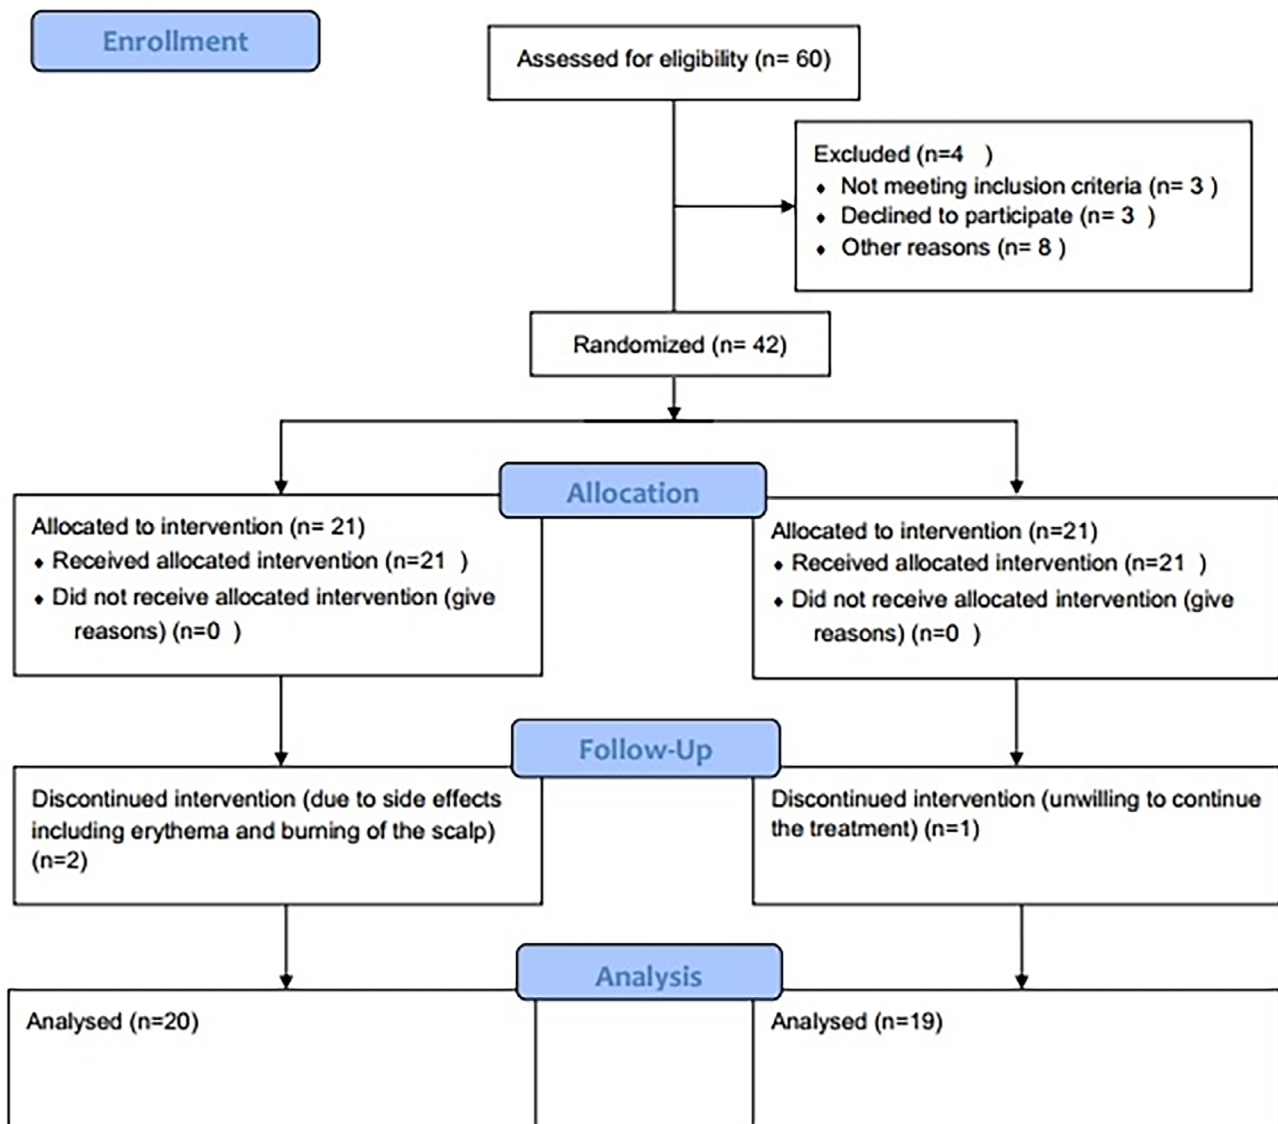 Enrollment
Assessed for eligibility (n= 60)
Excluded (n=4 )
♦ Not meeting inclusion criteria (n= 3 )
♦ Declined to participate (n= 3 )
♦ Other reasons (n= 8 )
Randomized (n= 42)
Allocation
Allocated to intervention (n= 21)
♦ Received allocated intervention (n=21 )
♦ Did not receive allocated intervention (give
reasons) (n=0 )
Allocated to intervention (n=21)
♦ Received allocated intervention (n=21 )
♦ Did not receive allocated intervention (give
reasons) (n=0 )
Follow-Up
Discontinued intervention (due to side effects
including erythema and burning of the scalp)
(n=2)
Discontinued intervention (unwilling to continue
the treatment) (n=1)
Analysis
Analysed (n=20)
Analysed (n=19)